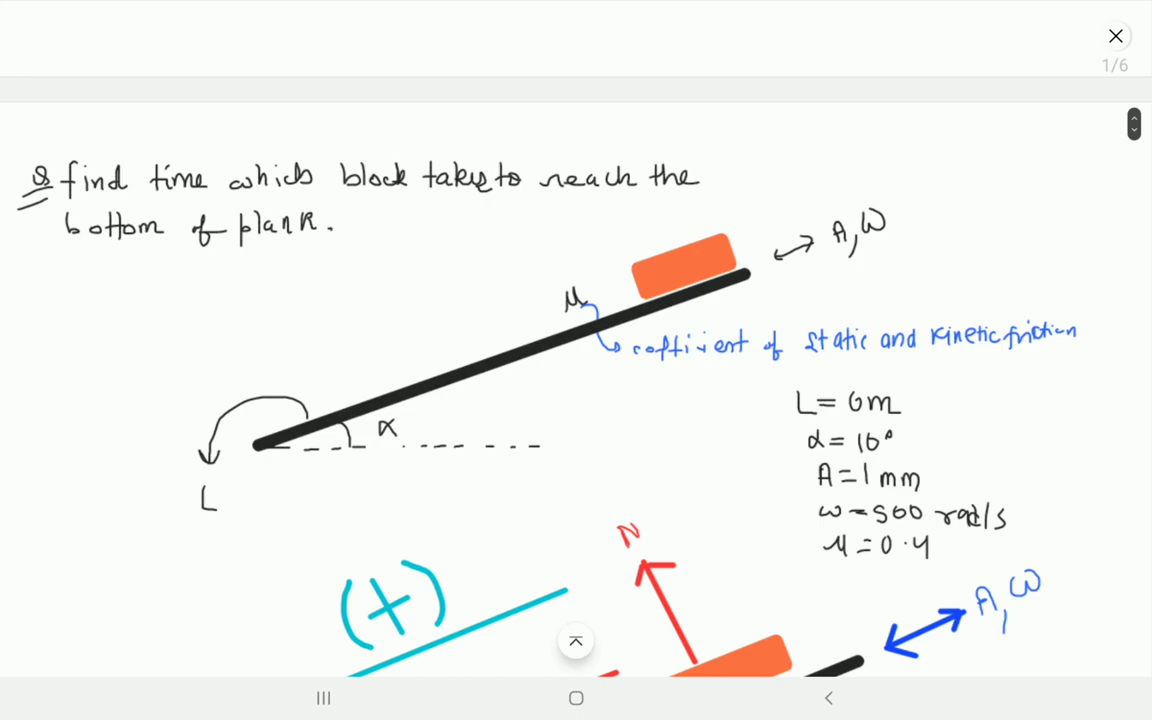 1/6
Q find time which block takes to reach the
bottom of plank.
A, ω
μ
coefficient of static and kinetic friction
α
L
L = 6m
α = 10°
A = 1 mm
ω = 500 rad/s
μ = 0.4
N
(+)
A, ω